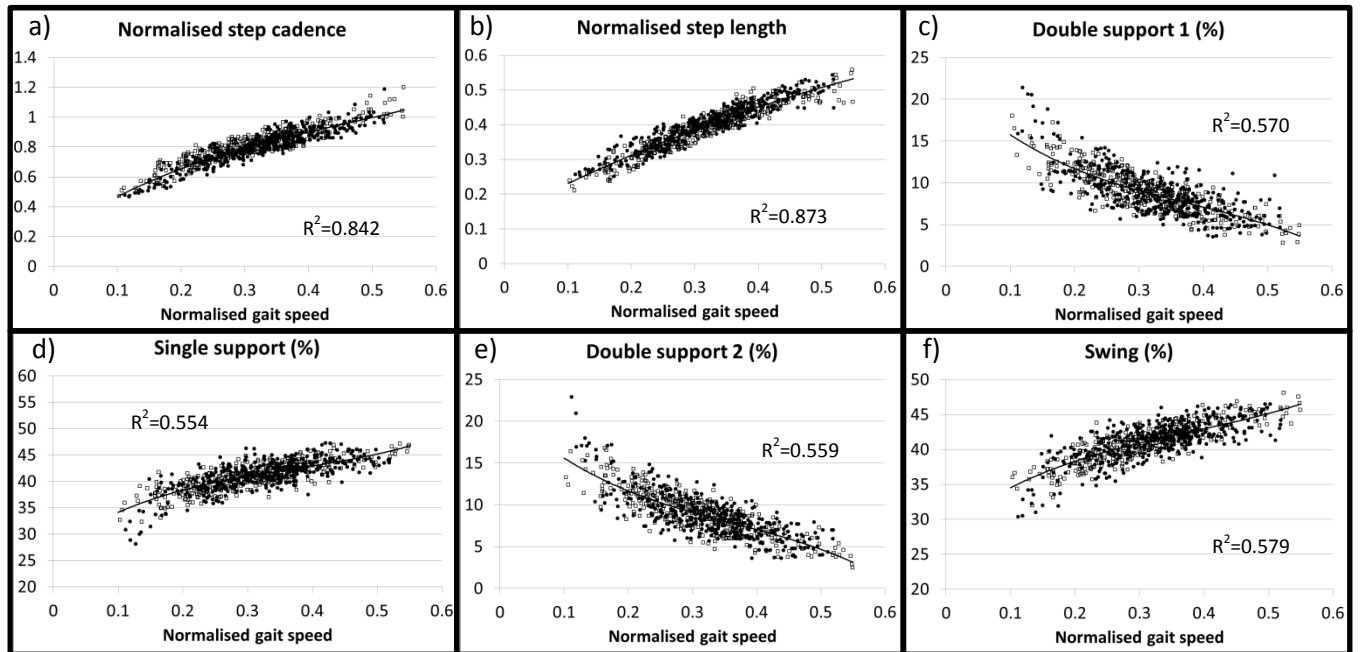 a) Normalised step cadence
1.4
1.2
1
0.8
0.6
0.4
0.2
0
R²=0.842
0 0.1 0.2 0.3 0.4 0.5 0.6
Normalised gait speed
b) Normalised step length
0.6
0.5
0.4
0.3
0.2
0.1
0
R²=0.873
0 0.1 0.2 0.3 0.4 0.5 0.6
Normalised gait speed
c) Double support 1 (%)
25
20
15
10
5
0
R²=0.570
0 0.1 0.2 0.3 0.4 0.5 0.6
Normalised gait speed
d) Single support (%)
60
55
50
45
40
35
30
25
20
R²=0.554
0 0.1 0.2 0.3 0.4 0.5 0.6
Normalised gait speed
e) Double support 2 (%)
25
20
15
10
5
0
R²=0.559
0 0.1 0.2 0.3 0.4 0.5 0.6
Normalised gait speed
f) Swing (%)
50
45
40
35
30
25
20
R²=0.579
0 0.1 0.2 0.3 0.4 0.5 0.6
Normalised gait speed